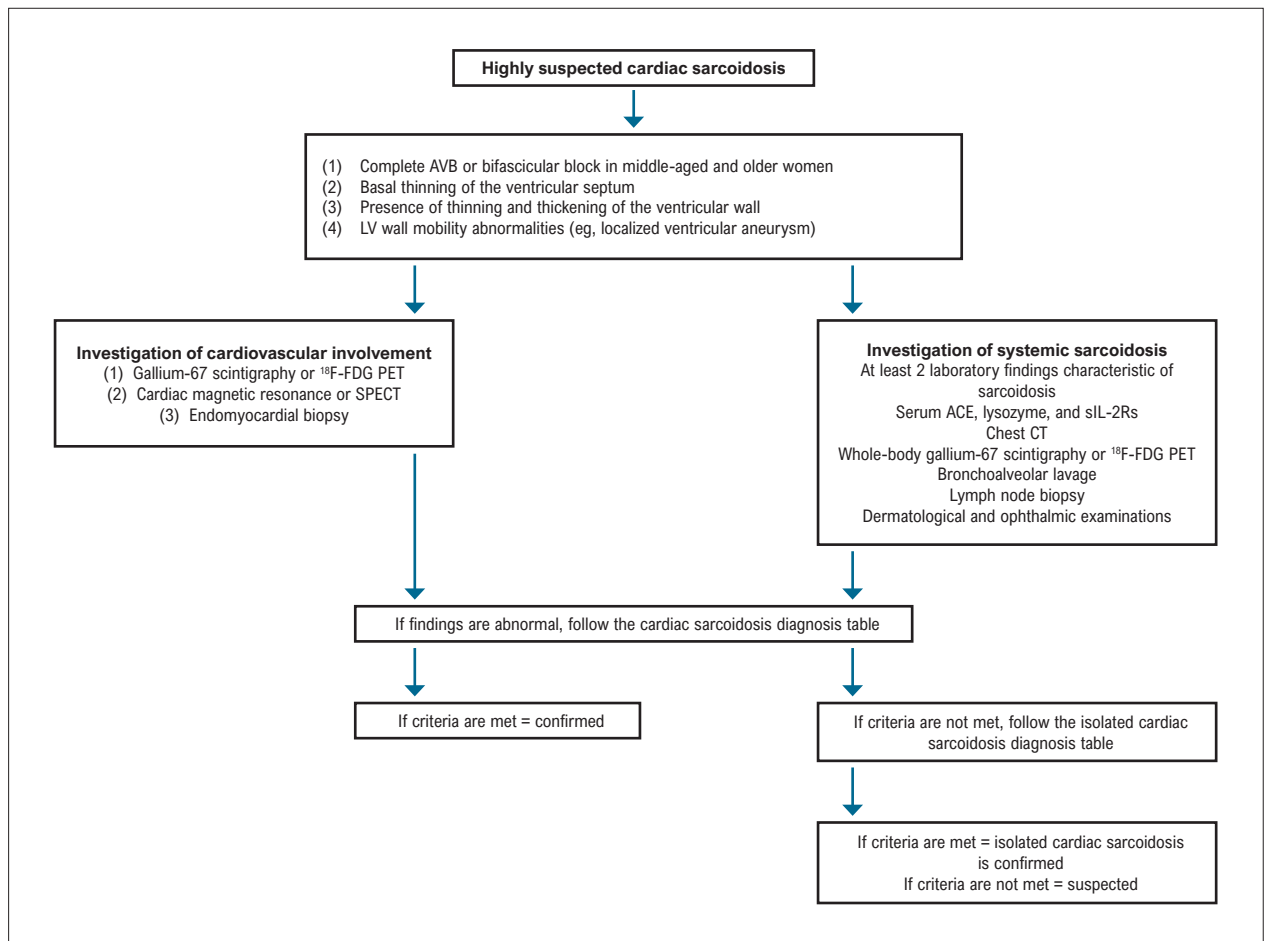 Highly suspected cardiac sarcoidosis
(1) Complete AVB or bifascicular block in middle-aged and older women
(2) Basal thinning of the ventricular septum
(3) Presence of thinning and thickening of the ventricular wall
(4) LV wall mobility abnormalities (eg, localized ventricular aneurysm)
Investigation of cardiovascular involvement
(1) Gallium-67 scintigraphy or ¹⁸F-FDG PET
(2) Cardiac magnetic resonance or SPECT
(3) Endomyocardial biopsy
Investigation of systemic sarcoidosis
At least 2 laboratory findings characteristic of
sarcoidosis
Serum ACE, lysozyme, and sIL-2Rs
Chest CT
Whole-body gallium-67 scintigraphy or ¹⁸F-FDG PET
Bronchoalveolar lavage
Lymph node biopsy
Dermatological and ophthalmic examinations
If findings are abnormal, follow the cardiac sarcoidosis diagnosis table
If criteria are met = confirmed
If criteria are not met, follow the isolated cardiac
sarcoidosis diagnosis table
If criteria are met = isolated cardiac sarcoidosis
is confirmed
If criteria are not met = suspected